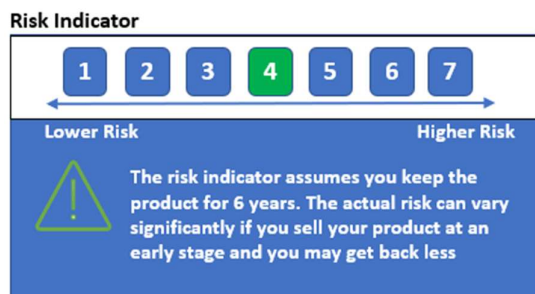 Risk Indicator
1 2 3 4 5 6 7
Lower Risk Higher Risk
The risk indicator assumes you keep the
product for 6 years. The actual risk can vary
significantly if you sell your product at an
early stage and you may get back less